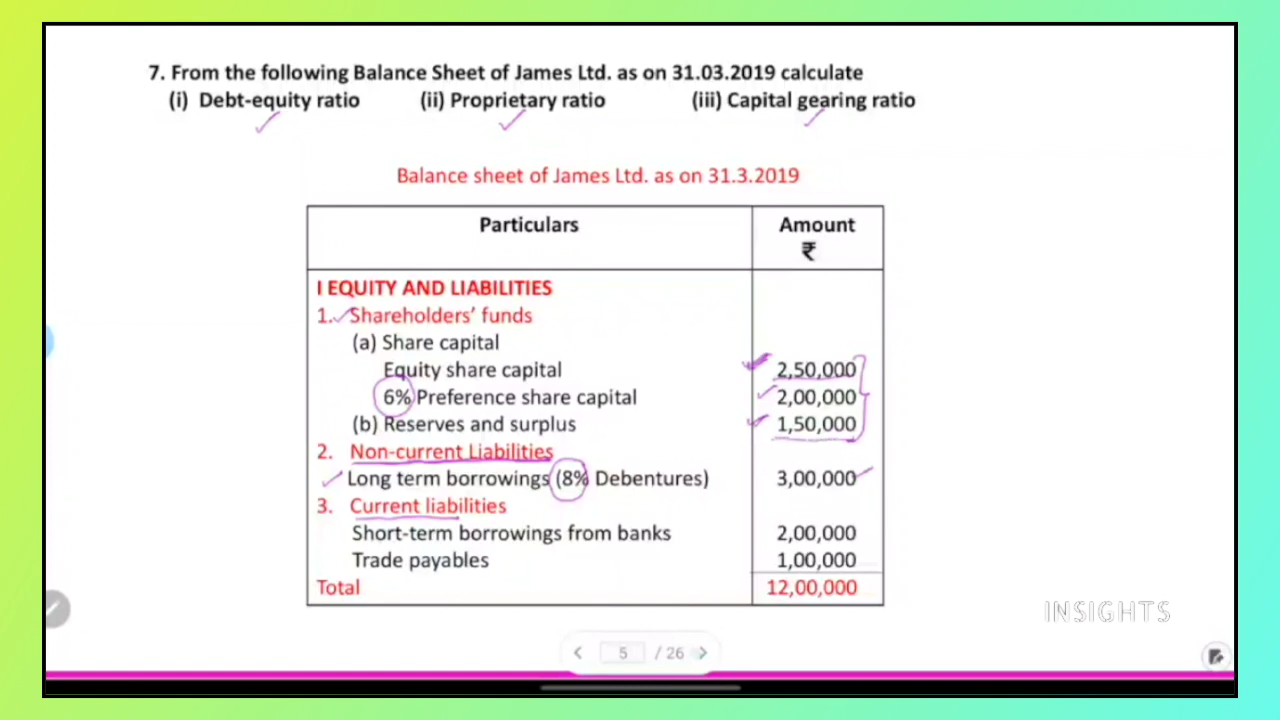 7. From the following Balance Sheet of James Ltd. as on 31.03.2019 calculate
(i) Debt-equity ratio (ii) Proprietary ratio (iii) Capital gearing ratio
Balance sheet of James Ltd. as on 31.3.2019
Particulars Amount
₹
I EQUITY AND LIABILITIES
1. Shareholders’ funds
(a) Share capital
Equity share capital 2,50,000
6% Preference share capital 2,00,000
(b) Reserves and surplus 1,50,000
2. Non-current Liabilities
Long term borrowings (8% Debentures) 3,00,000
3. Current liabilities
Short-term borrowings from banks 2,00,000
Trade payables 1,00,000
Total 12,00,000
INSIGHTS
5 / 26